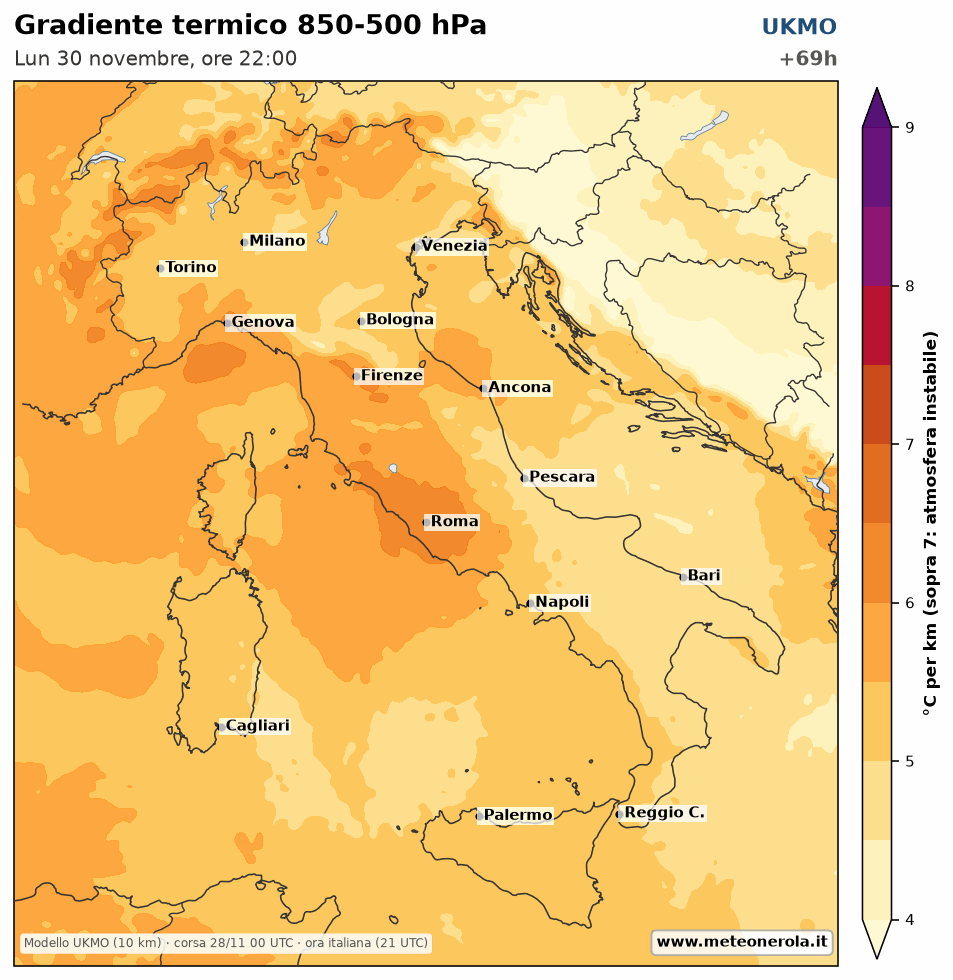 Gradiente termico 850-500 hPa
UKMO
Lun 30 novembre, ore 22:00
+69h
Milano
Venezia
Torino
Genova
Bologna
Firenze
Ancona
Pescara
Roma
Bari
Napoli
Cagliari
Palermo
Reggio C.
9
8
7
6
5
4
°C per km (sopra 7: atmosfera instabile)
Modello UKMO (10 km) · corsa 28/11 00 UTC · ora italiana (21 UTC)
www.meteonerola.it